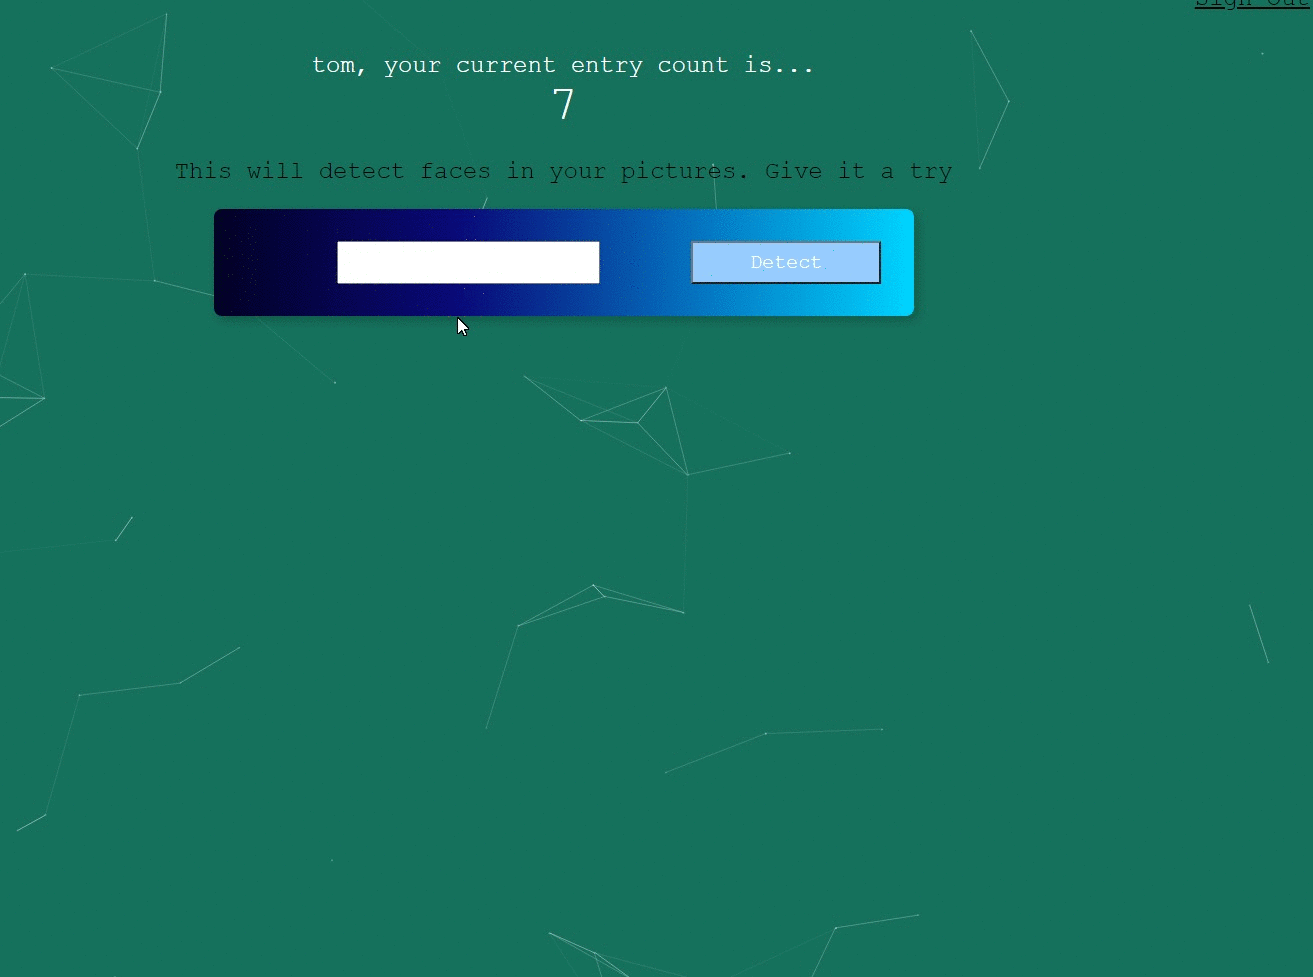 Sign Out
tom, your current entry count is...
7
This will detect faces in your pictures. Give it a try
Detect